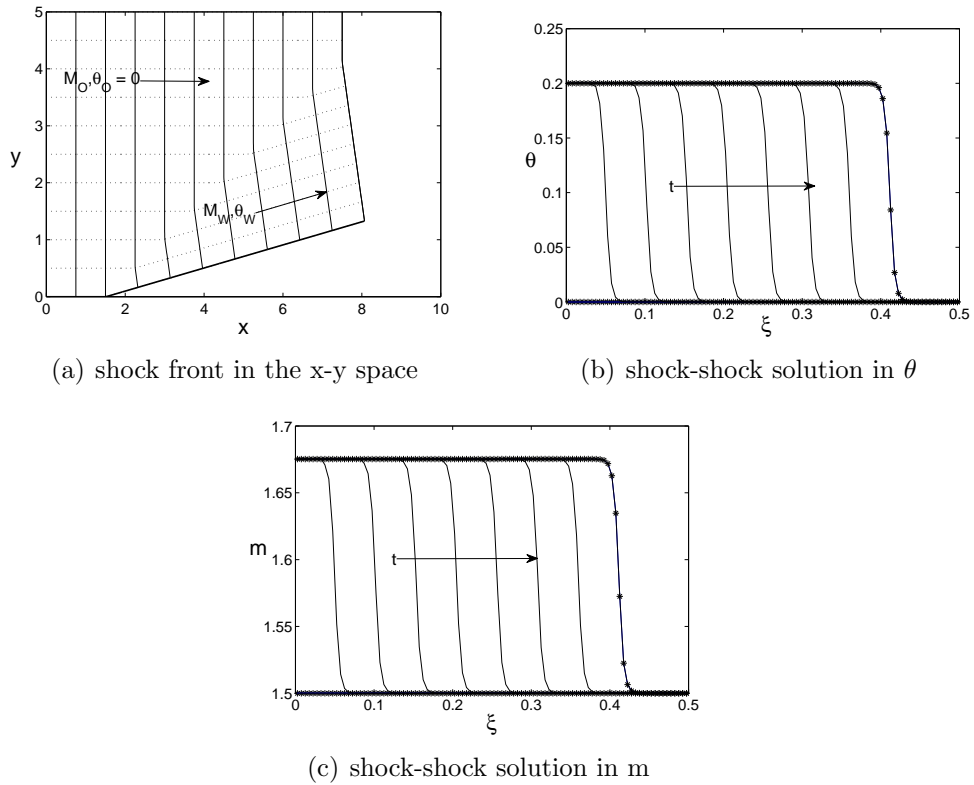 5
4
3
2
1
0
y
0 2 4 6 8 10
x
M_O,θ_O = 0
M_W,θ_W
(a) shock front in the x-y space
0.25
0.2
0.15
0.1
0.05
0
θ
0 0.1 0.2 0.3 0.4 0.5
ξ
t
(b) shock-shock solution in θ
1.7
1.65
1.6
1.55
1.5
m
0 0.1 0.2 0.3 0.4 0.5
ξ
t
(c) shock-shock solution in m